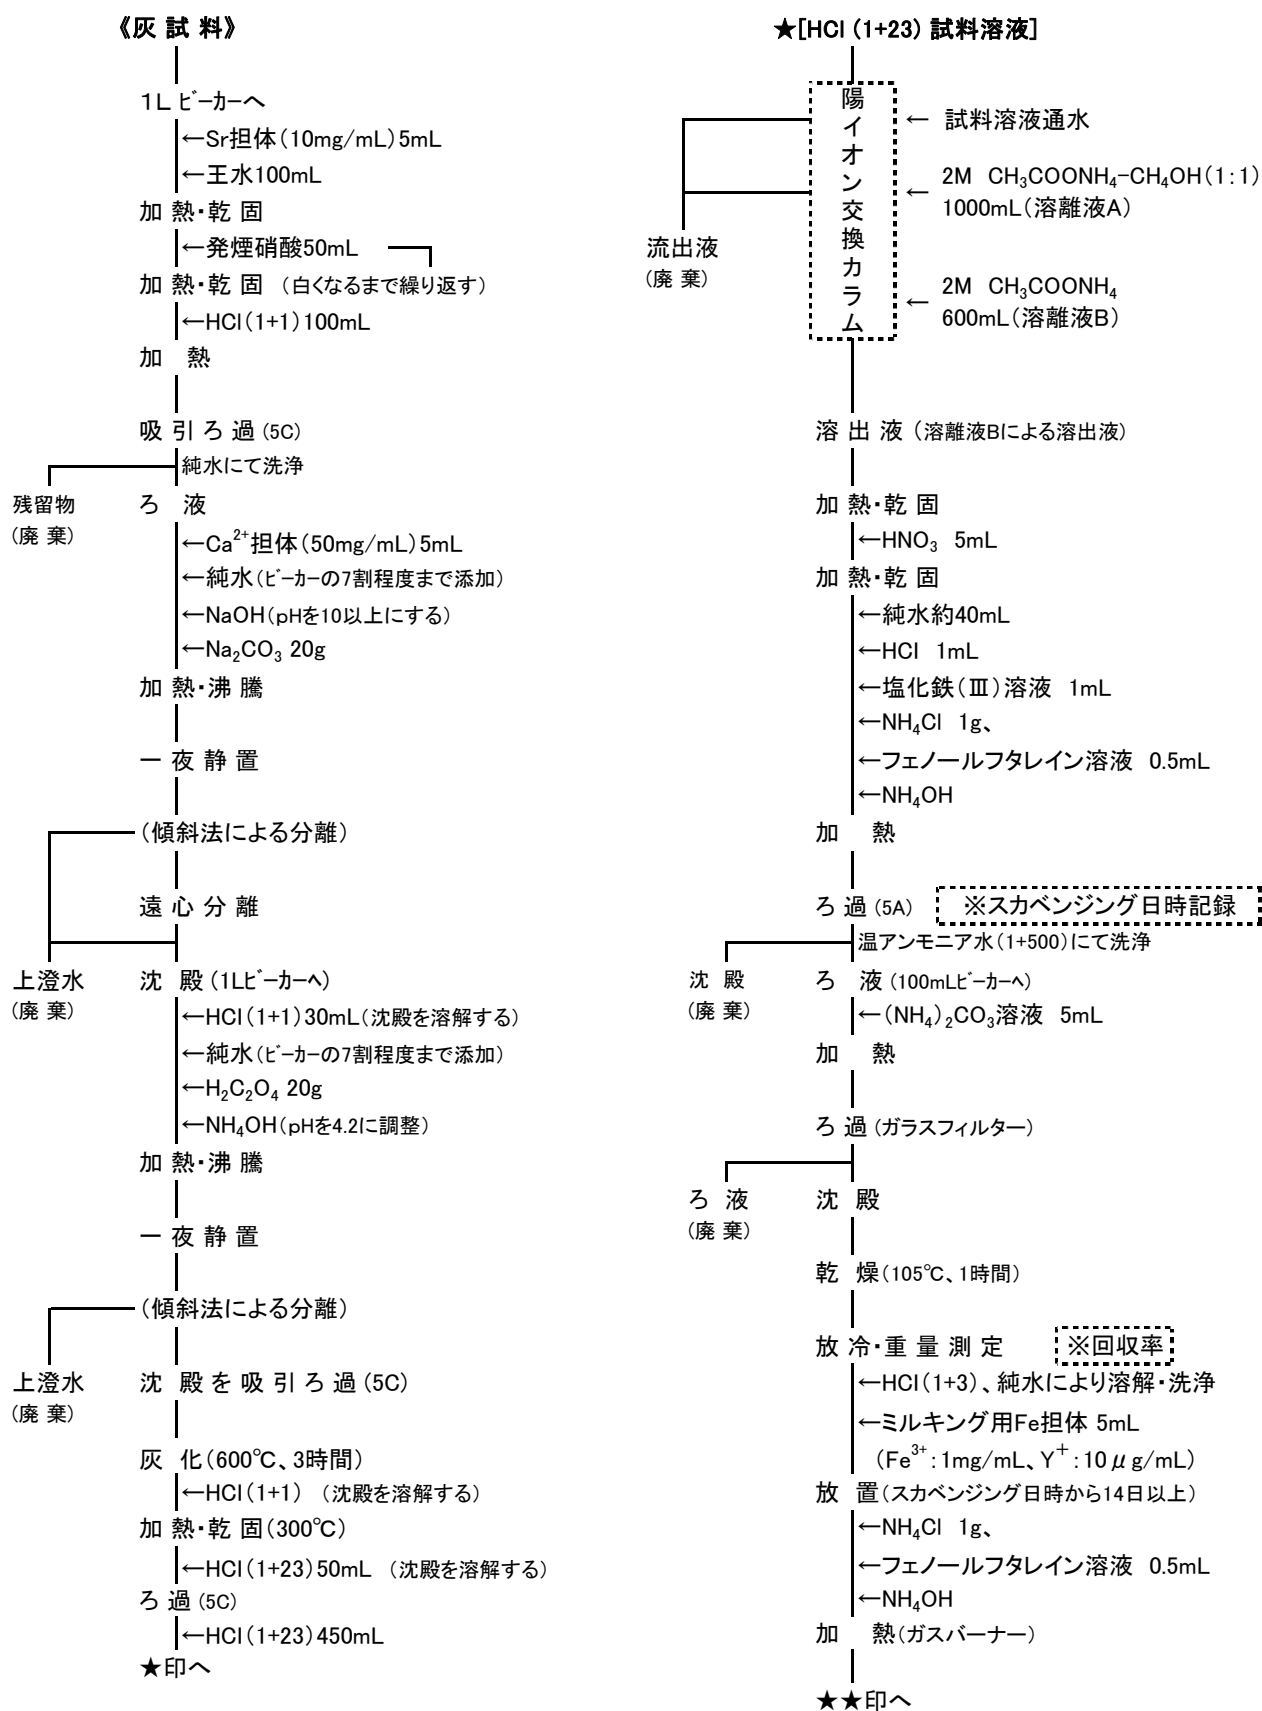 《灰 試 料》
1L ﾋﾞｰｶｰへ
←Sr担体(10mg/mL)5mL
←王水100mL
加 熱・乾 固
←発煙硝酸50mL
加 熱・乾 固 (白くなるまで繰り返す)
←HCl(1+1)100mL
加 熱
吸 引 ろ 過 (5C)
純水にて洗浄
残留物
(廃 棄)
ろ 液
←Ca²⁺担体(50mg/mL)5mL
←純水(ﾋﾞｰｶｰの7割程度まで添加)
←NaOH(pHを10以上にする)
←Na₂CO₃ 20g
加 熱・沸 騰
一 夜 静 置
(傾斜法による分離)
遠 心 分 離
上澄水
(廃 棄)
沈 殿 (1Lﾋﾞｰｶｰへ)
←HCl(1+1)30mL(沈殿を溶解する)
←純水(ﾋﾞｰｶｰの7割程度まで添加)
←H₂C₂O₄ 20g
←NH₄OH(pHを4.2に調整)
加 熱・沸 騰
一 夜 静 置
(傾斜法による分離)
上澄水
(廃 棄)
沈 殿 を 吸 引 ろ 過 (5C)
灰 化(600℃、3時間)
←HCl(1+1) (沈殿を溶解する)
加 熱・乾 固(300℃)
←HCl(1+23)50mL (沈殿を溶解する)
ろ 過 (5C)
←HCl(1+23)450mL
★印へ
★[HCl (1+23) 試料溶液]
陽イオン交換カラム
← 試料溶液通水
← 2M CH₃COONH₄-CH₄OH(1:1)
1000mL(溶離液A)
流出液
(廃 棄)
← 2M CH₃COONH₄
600mL(溶離液B)
溶 出 液 (溶離液Bによる溶出液)
加 熱・乾 固
←HNO₃ 5mL
加 熱・乾 固
←純水約40mL
←HCl 1mL
←塩化鉄(Ⅲ)溶液 1mL
←NH₄Cl 1g、
←フェノールフタレイン溶液 0.5mL
←NH₄OH
加 熱
ろ 過 (5A) ※スカベンジング日時記録
温アンモニア水(1+500)にて洗浄
沈 殿
(廃 棄)
ろ 液 (100mLﾋﾞｰｶｰへ)
←(NH₄)₂CO₃溶液 5mL
加 熱
ろ 過 (ガラスフィルター)
ろ 液
(廃 棄)
沈 殿
乾 燥(105℃、1時間)
放 冷・重 量 測 定 ※回収率
←HCl(1+3)、純水により溶解・洗浄
←ミルキング用Fe担体 5mL
(Fe³⁺:1mg/mL、Y⁺:10μg/mL)
放 置(スカベンジング日時から14日以上)
←NH₄Cl 1g、
←フェノールフタレイン溶液 0.5mL
←NH₄OH
加 熱(ガスバーナー)
★★印へ